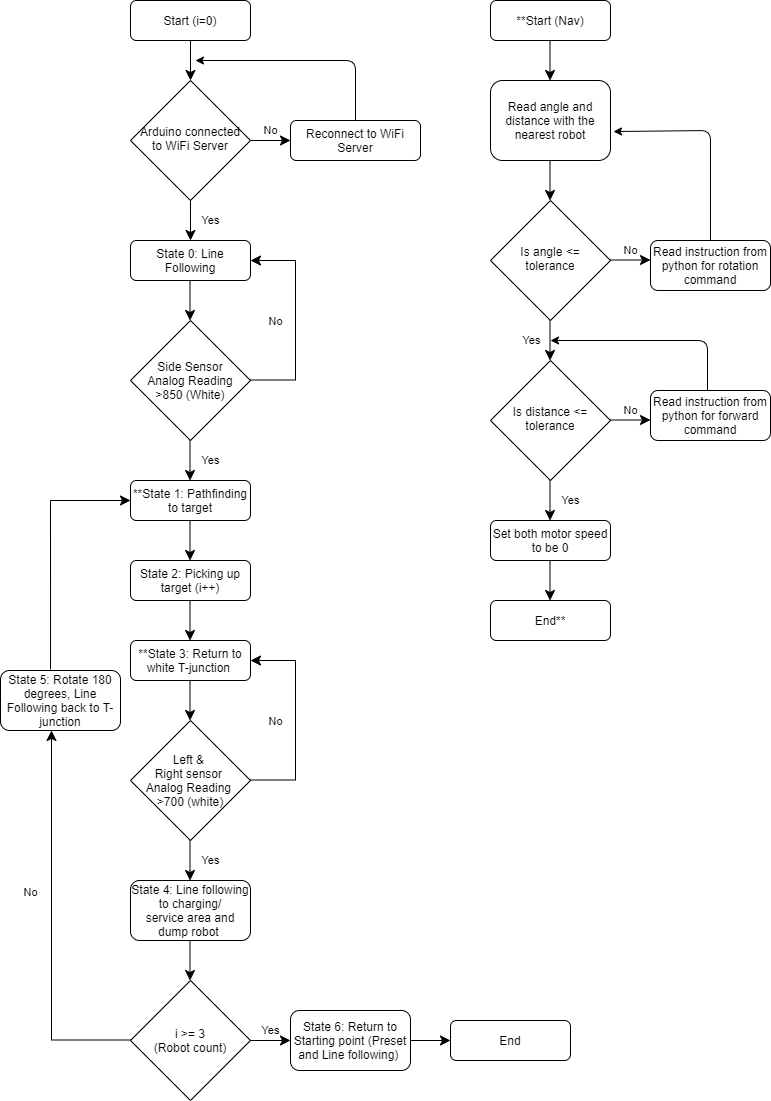 Start (i=0)
Arduino connected
to WiFi Server
No
Reconnect to WiFi
Server
Yes
State 0: Line
Following
No
Side Sensor
Analog Reading
>850 (White)
Yes
**State 1: Pathfinding
to target
State 2: Picking up
target (i++)
**State 3: Return to
white T-junction
State 5: Rotate 180
degrees, Line
Following back to T-
junction
No
Left &
Right sensor
Analog Reading
>700 (white)
Yes
State 4: Line following
to charging/
service area and
dump robot
No
i >= 3
(Robot count)
Yes
State 6: Return to
Starting point (Preset
and Line following)
End
**Start (Nav)
Read angle and
distance with the
nearest robot
Is angle <=
tolerance
No
Read instruction from
python for rotation
command
Yes
Is distance <=
tolerance
No
Read instruction from
python for forward
command
Yes
Set both motor speed
to be 0
End**